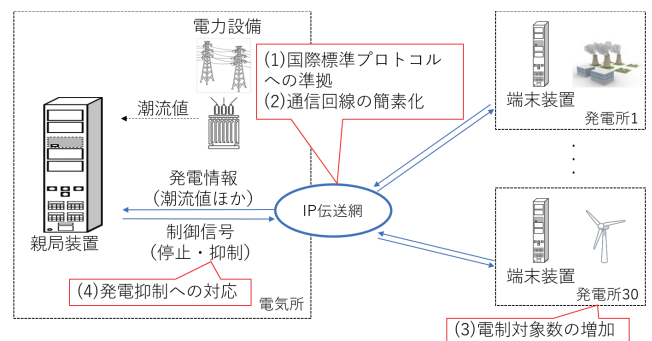 電力設備
(1)国際標準プロトコル
への準拠
(2)通信回線の簡素化
潮流値
端末装置
発電所1
・
・
・
発電情報
(潮流値ほか)
IP伝送網
制御信号
(停止・抑制)
親局装置
端末装置
(4)発電抑制への対応
電気所
発電所30
(3)電制対象数の増加